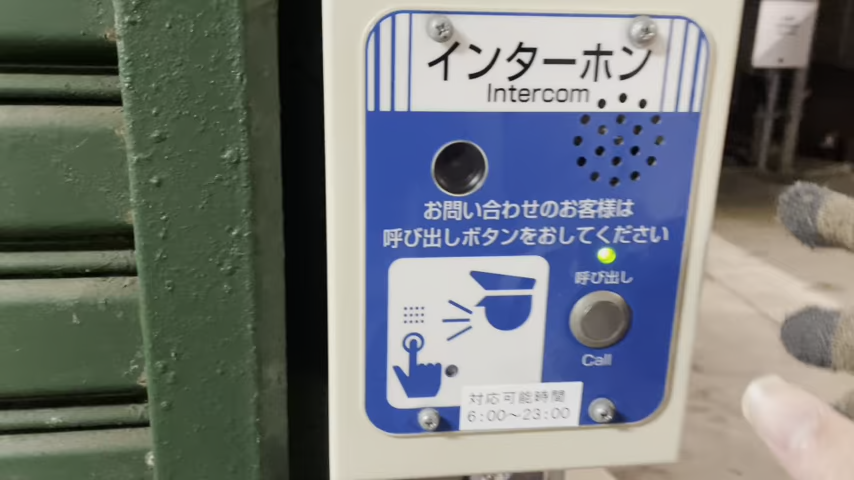 インターホン
Intercom
お問い合わせのお客様は
呼び出しボタンをおしてください
呼び出し
Call
対応可能時間
6:00～23:00